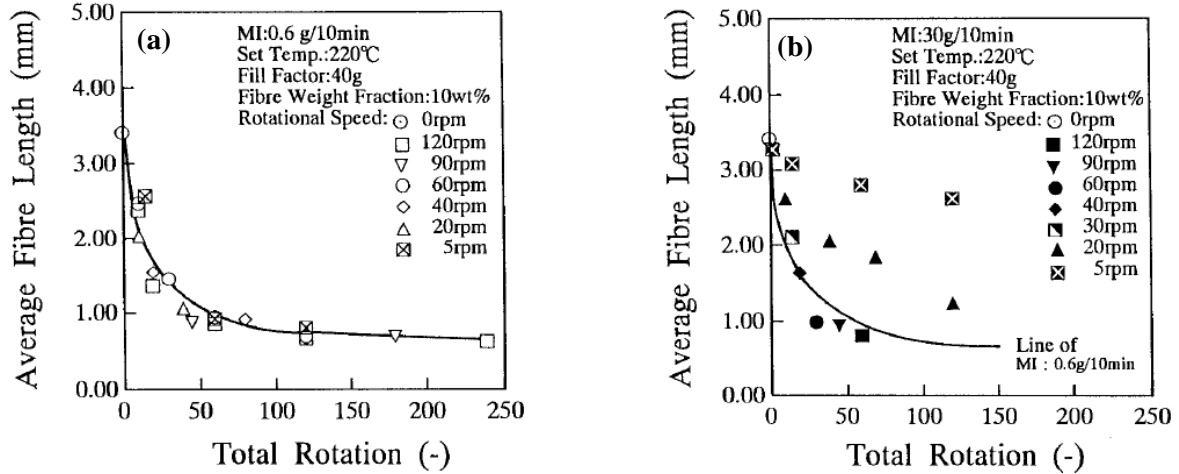 (a)
MI:0.6 g/10min
Set Temp.:220℃
Fill Factor:40g
Fibre Weight Fraction:10wt%
Rotational Speed: 0rpm
120rpm
90rpm
60rpm
40rpm
20rpm
5rpm
5.00
4.00
3.00
2.00
1.00
0.00
0 50 100 150 200 250
Average Fibre Length (mm)
Total Rotation (-)
(b)
MI:30g/10min
Set Temp.:220℃
Fill Factor:40g
Fibre Weight Fraction:10wt%
Rotational Speed: 0rpm
120rpm
90rpm
60rpm
40rpm
30rpm
20rpm
5rpm
Line of
MI : 0.6g/10min
5.00
4.00
3.00
2.00
1.00
0.00
0 50 100 150 200 250
Average Fibre Length (mm)
Total Rotation (-)